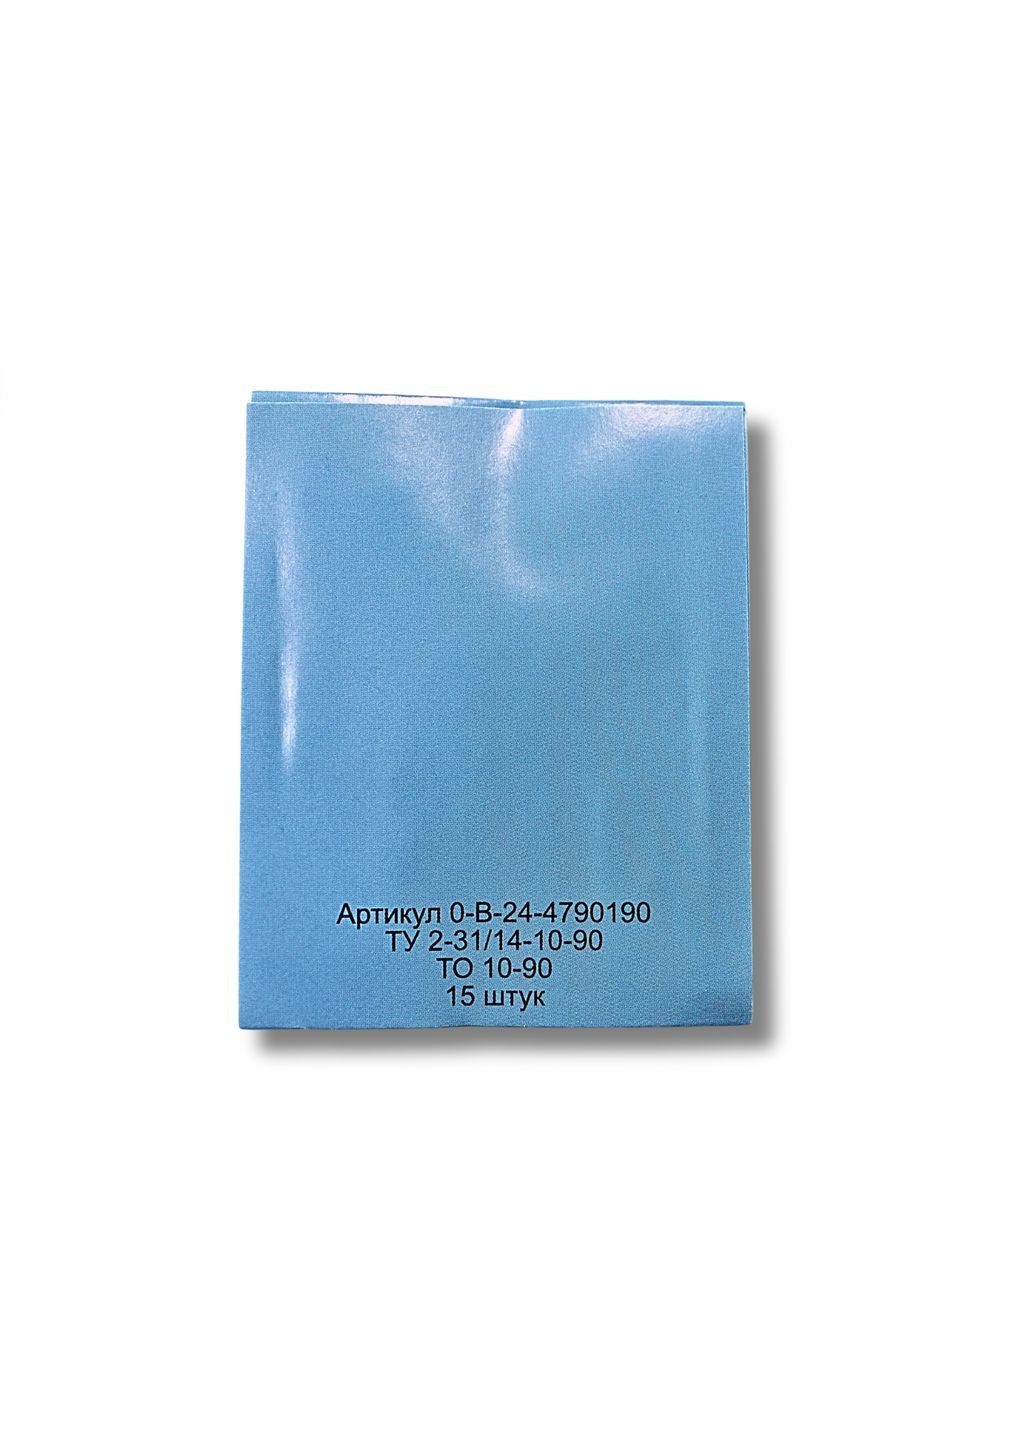 Артикул 0-В-24-4790190
ТУ 2-31/14-10-90
ТО 10-90
15 штук